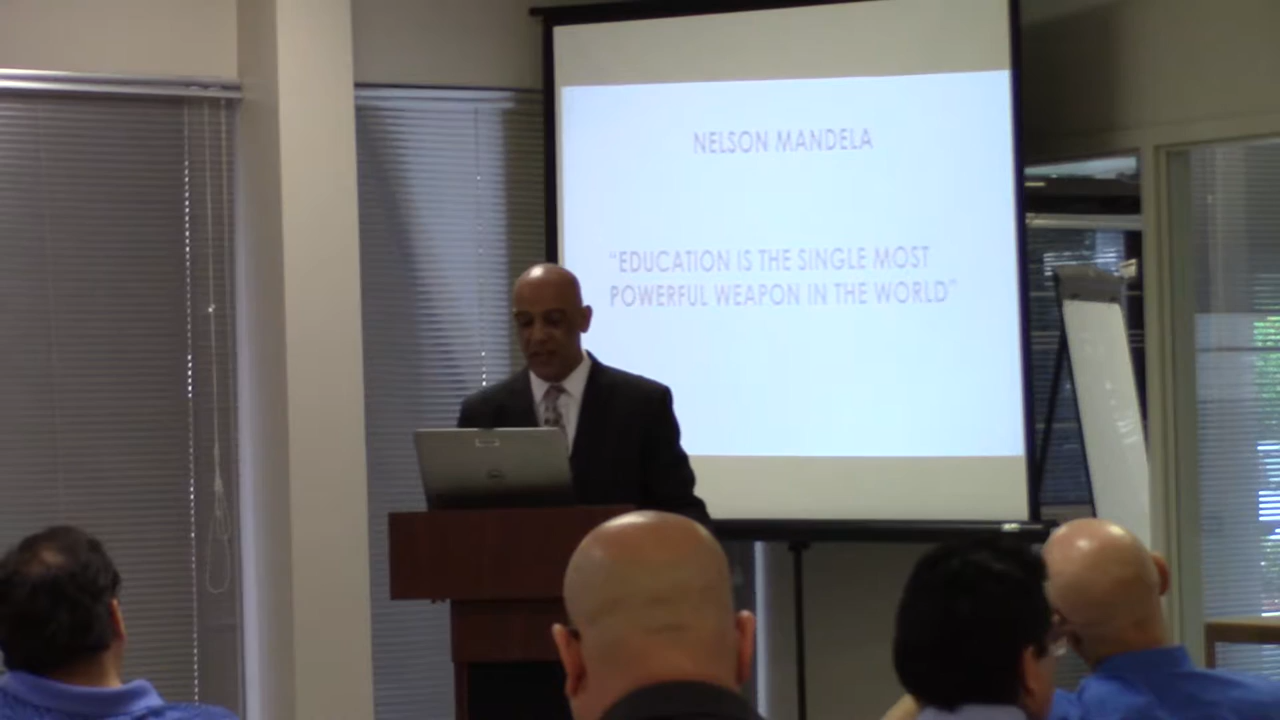 NELSON MANDELA
“EDUCATION IS THE SINGLE MOST
POWERFUL WEAPON IN THE WORLD”